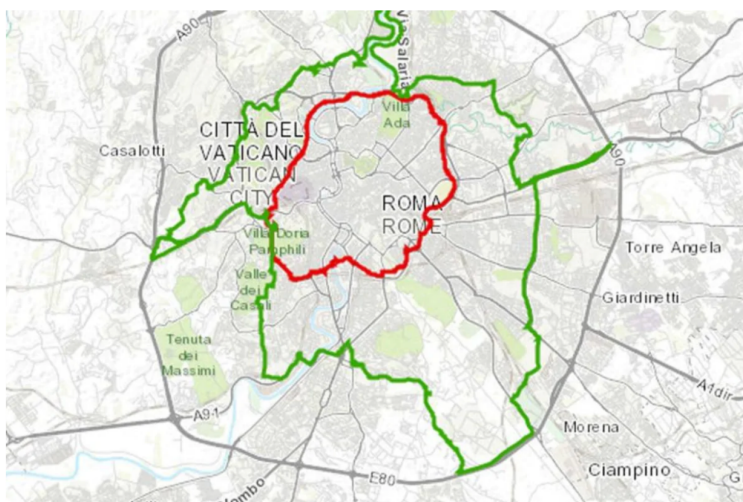 A90
Via Salaria
Villa
Ada
CITTÀ DEL
VATICANO
VATICAN
CITY
Casalotti
A90
ROMA
ROME
Villa Doria
Pamphili
Torre Angela
Valle
dei
Casali
Giardinetti
Tenuta
dei
Massimi
A1dir
A91
Morena
E80
Ciampino
G